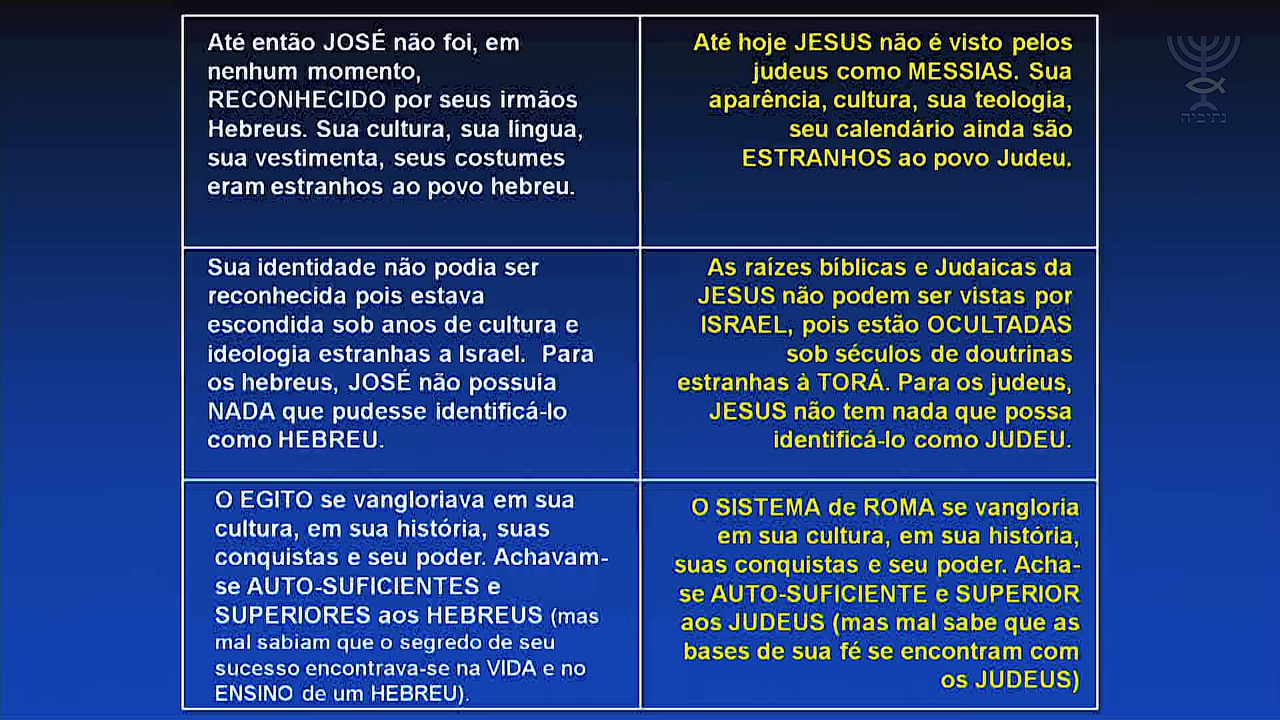 Até então JOSÉ não foi, em
nenhum momento,
RECONHECIDO por seus irmãos
Hebreus. Sua cultura, sua língua,
sua vestimenta, seus costumes
eram estranhos ao povo hebreu.
Até hoje JESUS não é visto pelos
judeus como MESSIAS. Sua
aparência, cultura, sua teologia,
seu calendário ainda são
ESTRANHOS ao povo Judeu.
Sua identidade não podia ser
reconhecida pois estava
escondida sob anos de cultura e
ideologia estranhas a Israel. Para
os hebreus, JOSÉ não possuía
NADA que pudesse identificá-lo
como HEBREU.
As raízes bíblicas e Judaicas da
JESUS não podem ser vistas por
ISRAEL, pois estão OCULTADAS
sob séculos de doutrinas
estranhas à TORÁ. Para os judeus,
JESUS não tem nada que possa
identificá-lo como JUDEU.
O EGITO se vangloriava em sua
cultura, em sua história, suas
conquistas e seu poder. Achavam-
se AUTO-SUFICIENTES e
SUPERIORES aos HEBREUS (mas
mal sabiam que o segredo de seu
sucesso encontrava-se na VIDA e no
ENSINO de um HEBREU).
O SISTEMA de ROMA se vangloria
em sua cultura, em sua história,
suas conquistas e seu poder. Acha-
se AUTO-SUFICIENTE e SUPERIOR
aos JUDEUS (mas mal sabe que as
bases de sua fé se encontram com
os JUDEUS)
נתיביה